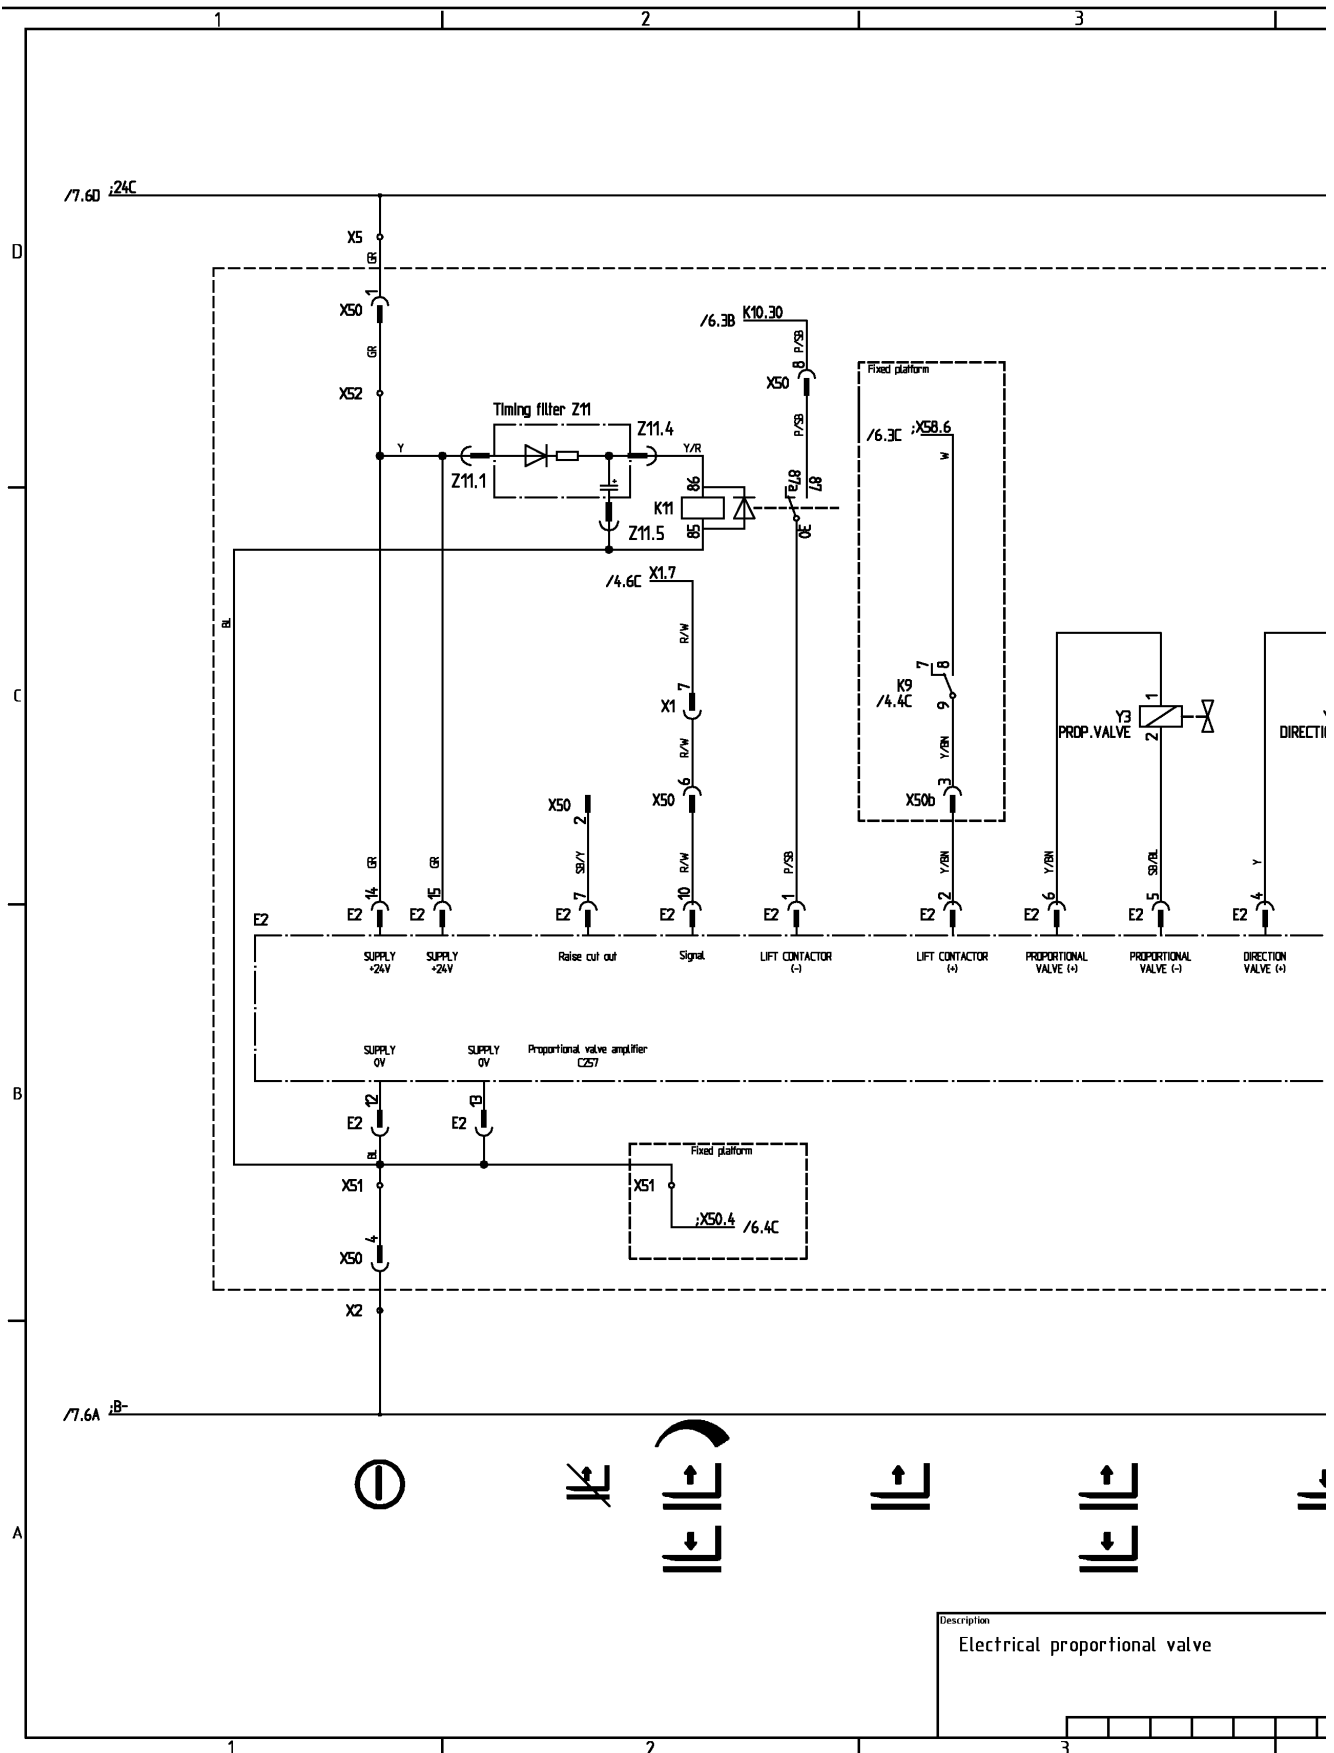 1 2 3
/7.6D ;24C
X5
D
GR
1
X50
K10.30
/6.3B
P/SB
GR
8
X50
Fixed platform
X52
Timing filter Z11
Z11.4
P/SB
;X58.6
/6.3C
Y
Y/R
W
Z11.1
86
87a
87
K11
85
30
Z11.5
X1.7
/4.6C
BL
R/W
7
8
7
X1
K9
/4.4C
9
1
Y3
PROP.VALVE
2
DIRECTI
C
R/W
Y/BN
6
3
X50
2
X50
X50b
GR
GR
SB/Y
R/W
P/SB
Y/BN
Y/BN
SB/BL
Y
14
15
7
10
1
2
6
5
4
E2
E2 E2 E2 E2 E2 E2 E2 E2 E2
SUPPLY
+24V
SUPPLY
+24V
Raise cut out
Signal
LIFT CONTACTOR
(-)
LIFT CONTACTOR
(+)
PROPORTIONAL
VALVE (+)
PROPORTIONAL
VALVE (-)
DIRECTION
VALVE (+)
SUPPLY
0V
SUPPLY
0V
Proportional valve amplifier
C257
B
12
13
E2
E2
BL
Fixed platform
X51
X51
;X50.4
/6.4C
4
X50
X2
/7.6A ;B-
A
Description
Electrical proportional valve
1 2 3